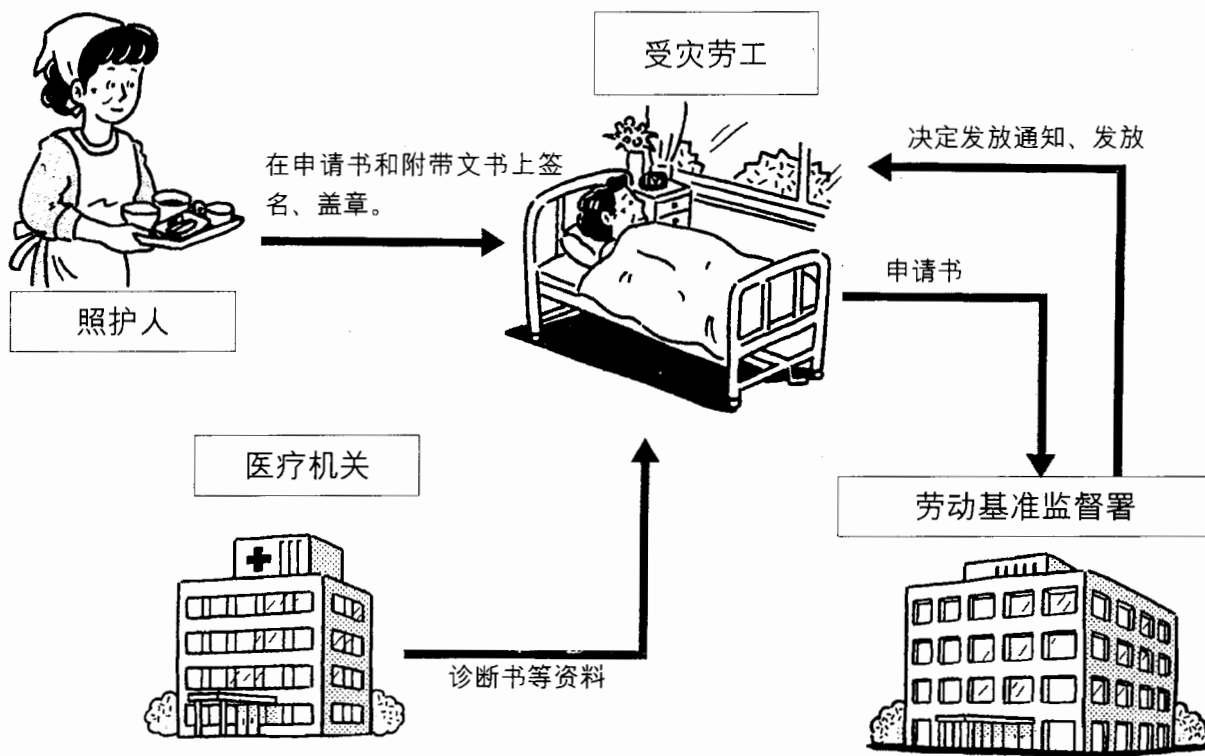 受灾劳工
决定发放通知、发放
在申请书和附带文书上签
名、盖章。
申请书
照护人
医疗机关
劳动基准监督署
诊断书等资料